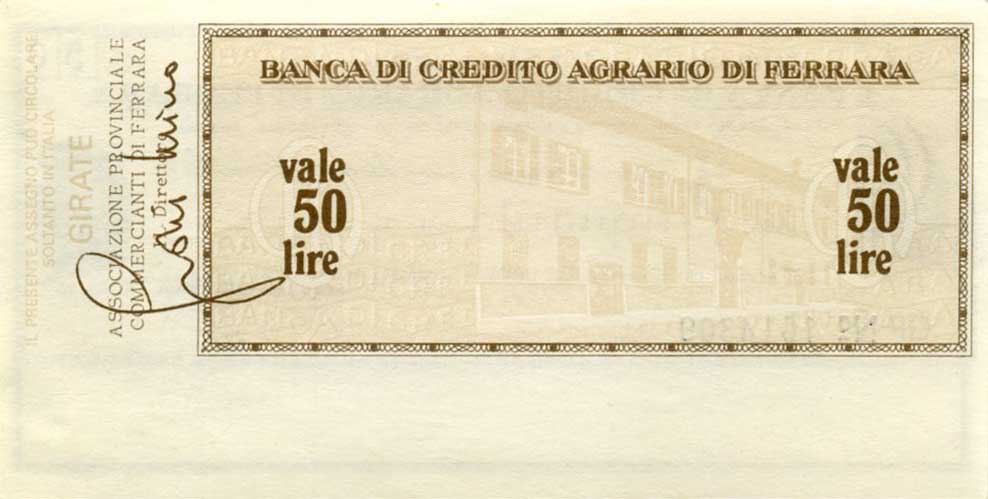 IL PRESENTE ASSEGNO PUÒ CIRCOLARE
SOLTANTO IN ITALIA
GIRATE
ASSOCIAZIONE PROVINCIALE
COMMERCIANTI DI FERRARA
Il Direttore
BANCA DI CREDITO AGRARIO DI FERRARA
vale
50
lire
vale
50
lire